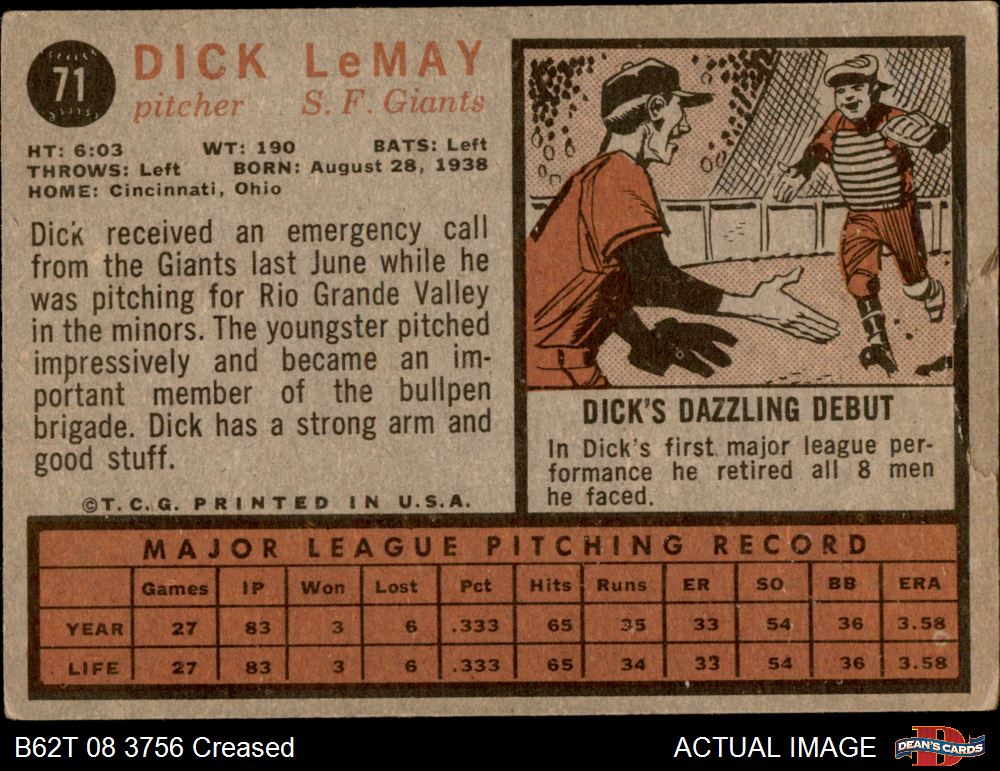 71
DICK LeMAY
pitcher S. F. Giants
HT: 6:03 WT: 190 BATS: Left
THROWS: Left BORN: August 28, 1938
HOME: Cincinnati, Ohio
Dick received an emergency call
from the Giants last June while he
was pitching for Rio Grande Valley
in the minors. The youngster pitched
impressively and became an im-
portant member of the bullpen
brigade. Dick has a strong arm and
good stuff.
©T. C. G. PRINTED IN U.S.A.
DICK'S DAZZLING DEBUT
In Dick's first major league per-
formance he retired all 8 men
he faced.
MAJOR LEAGUE PITCHING RECORD
Games IP Won Lost Pct Hits Runs ER SO BB ERA
YEAR 27 83 3 6 .333 65 35 33 54 36 3.58
LIFE 27 83 3 6 .333 65 34 33 54 36 3.58
B62T 08 3756 Creased ACTUAL IMAGE DEAN'S CARDS